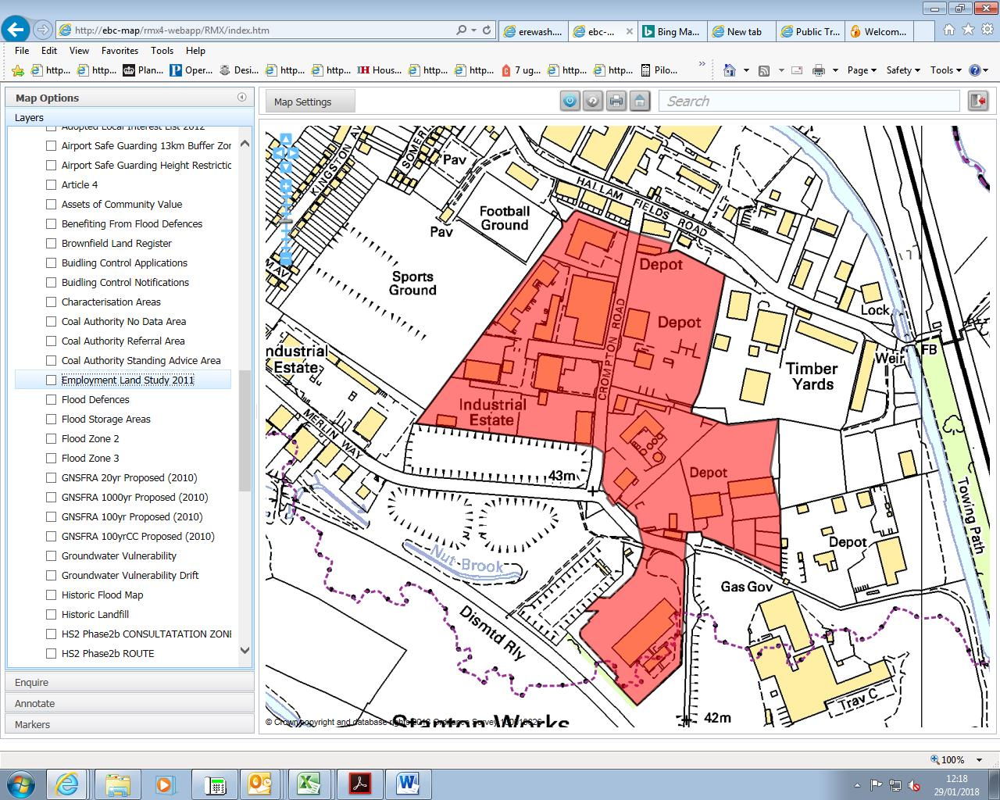 http://ebc-map/rmx4-webapp/RMX/index.htm
erewash....
ebc-...
Bing Ma...
New tab
Public Tr...
Welcom...
File Edit View Favorites Tools Help
http... http... Plan... Oper... Desi... http... http... Hous... http... http... 7 ug... http... http... Pilo... Page Safety Tools
Map Options
Layers
Map Settings
Search
Adopted Local Interest List 2012
Airport Safe Guarding 13km Buffer Zor
Airport Safe Guarding Height Restrictic
Article 4
Assets of Community Value
Benefiting From Flood Defences
Brownfield Land Register
Buidling Control Applications
Buidling Control Notifications
Characterisation Areas
Coal Authority No Data Area
Coal Authority Referral Area
Coal Authority Standing Advice Area
Employment Land Study 2011
Flood Defences
Flood Storage Areas
Flood Zone 2
Flood Zone 3
GNSFRA 20yr Proposed (2010)
GNSFRA 1000yr Proposed (2010)
GNSFRA 100yr Proposed (2010)
GNSFRA 100yrCC Proposed (2010)
Groundwater Vulnerability
Groundwater Vulnerability Drift
Historic Flood Map
Historic Landfill
HS2 Phase2b CONSULTATATION ZONE
HS2 Phase2b ROUTE
Enquire
Annotate
Markers
KINGSTON AV
SOMER
Pav
HALLAM FIELDS ROAD
Football
Ground
Pav
Sports
Ground
M AV
Depot
Depot
CROMPTON ROAD
Lock
FB
Weir
Timber
Yards
ndustrial
Estate
Industrial
Estate
MERLIN WAY
43m
Depot
Towing Path
Nut Brook
Depot
Gas Gov
Dismtd Rly
Trav C
42m
Stanton Works
© Crown copyright and database rights 2016 Ordnance Survey
100%
12:18
29/01/2018